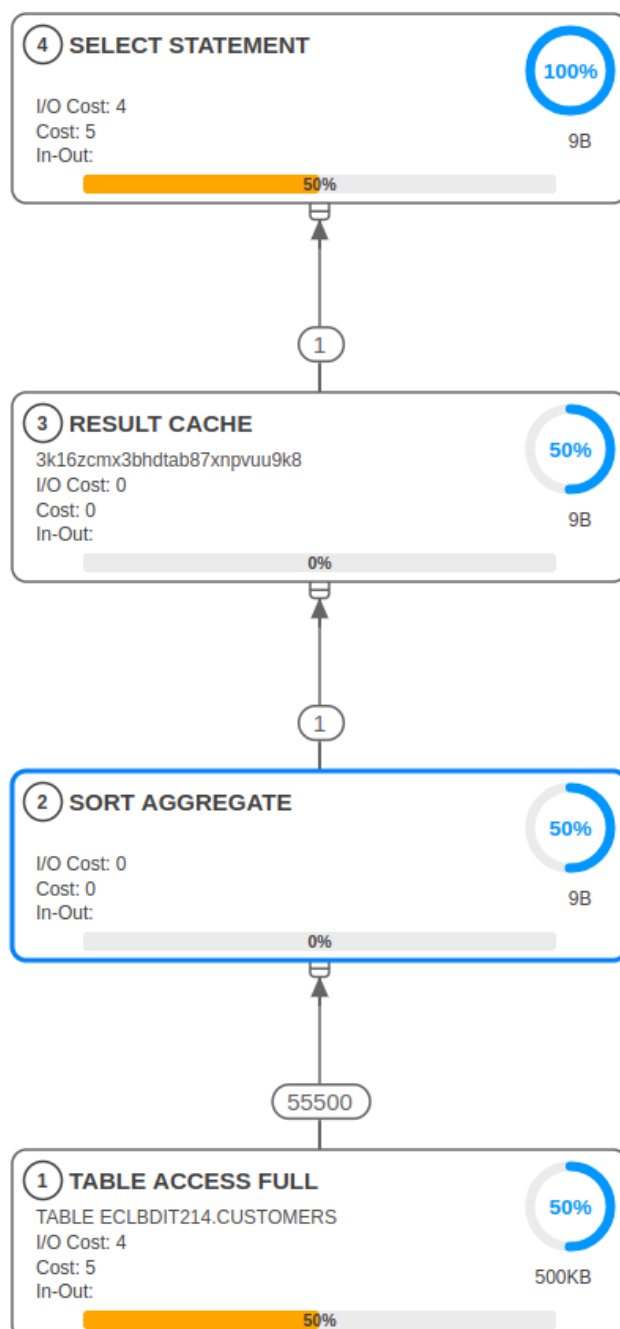 4 SELECT STATEMENT
100%
I/O Cost: 4
Cost: 5
In-Out:
9B
50%
1
3 RESULT CACHE
50%
3k16zcmx3bhdtab87xnpvuu9k8
I/O Cost: 0
Cost: 0
In-Out:
9B
0%
1
2 SORT AGGREGATE
50%
I/O Cost: 0
Cost: 0
In-Out:
9B
0%
55500
1 TABLE ACCESS FULL
50%
TABLE ECLBDIT214.CUSTOMERS
I/O Cost: 4
Cost: 5
In-Out:
500KB
50%